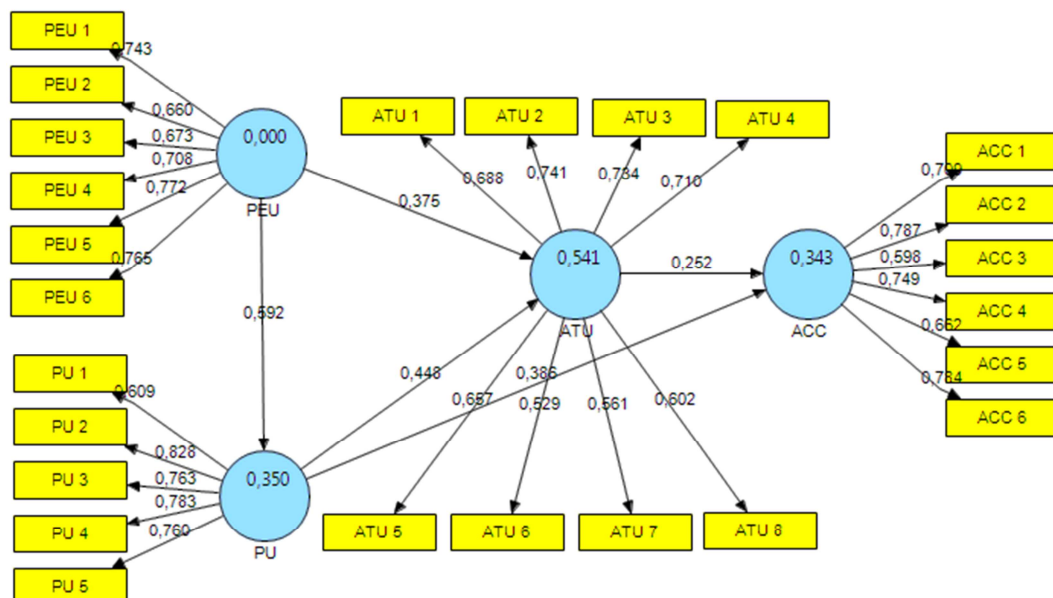 PEU 1
0,743
PEU 2
0,660
PEU 3
0,673
0,708
PEU 4
0,772
PEU 5
0,765
PEU 6
0,000
PEU
0,375
0,592
ATU 1
ATU 2
ATU 3
ATU 4
0,688
0,741
0,734
0,710
0,541
ATU
0,252
0,343
ACC
ACC 1
0,799
ACC 2
0,787
0,598
ACC 3
0,749
ACC 4
0,662
ACC 5
0,784
ACC 6
PU 1
0,609
PU 2
0,828
PU 3
0,763
0,783
PU 4
0,760
PU 5
0,350
PU
0,448
0,386
0,657
0,529
0,561
0,602
ATU 5
ATU 6
ATU 7
ATU 8